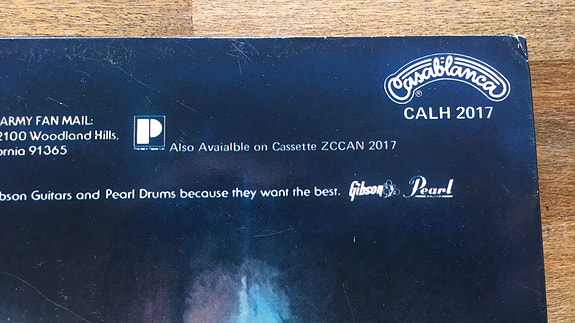 Casablanca
®
CALH 2017
ARMY FAN MAIL:
2100 Woodland Hills,
ornia 91365
P
Also Avaialble on Cassette ZCCAN 2017
bson Guitars and Pearl Drums because they want the best. Gibson Pearl